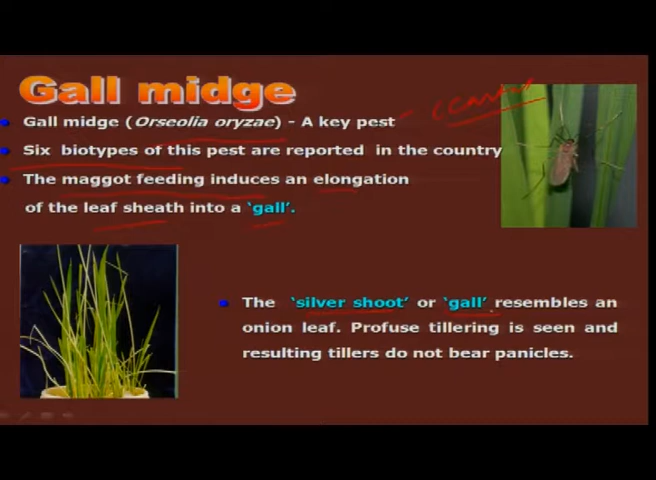 Gall midge
Gall midge (Orseolia oryzae) - A key pest
Six biotypes of this pest are reported in the country
The maggot feeding induces an elongation
of the leaf sheath into a ‘gall’.
The ‘silver shoot’ or ‘gall’ resembles an
onion leaf. Profuse tillering is seen and
resulting tillers do not bear panicles.